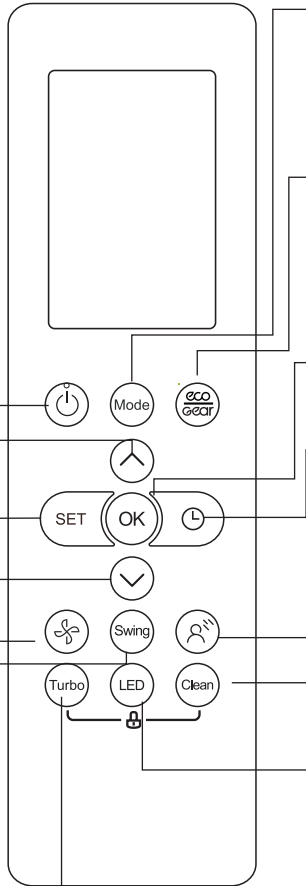 Mode
eco
Gear
SET
OK
Swing
Turbo
LED
Clean